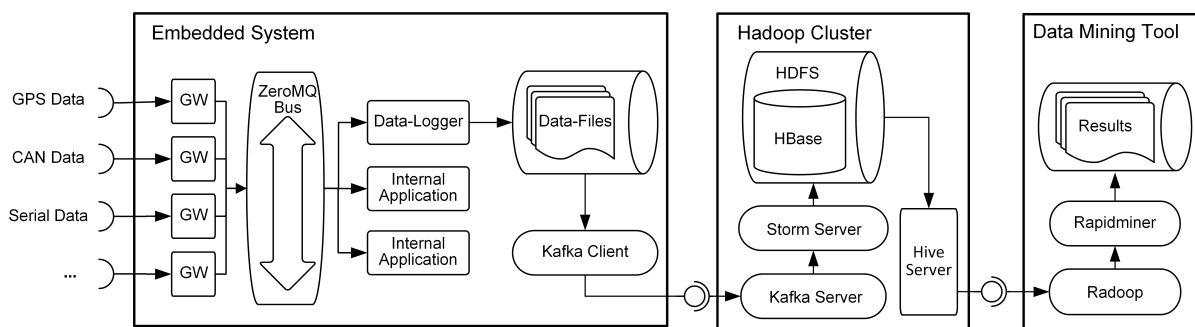 Embedded System
GPS Data
CAN Data
Serial Data
...
GW
GW
GW
GW
ZeroMQ
Bus
Data-Logger
Internal
Application
Internal
Application
Data-Files
Kafka Client
Hadoop Cluster
HDFS
HBase
Storm Server
Kafka Server
Hive
Server
Data Mining Tool
Results
Rapidminer
Radoop